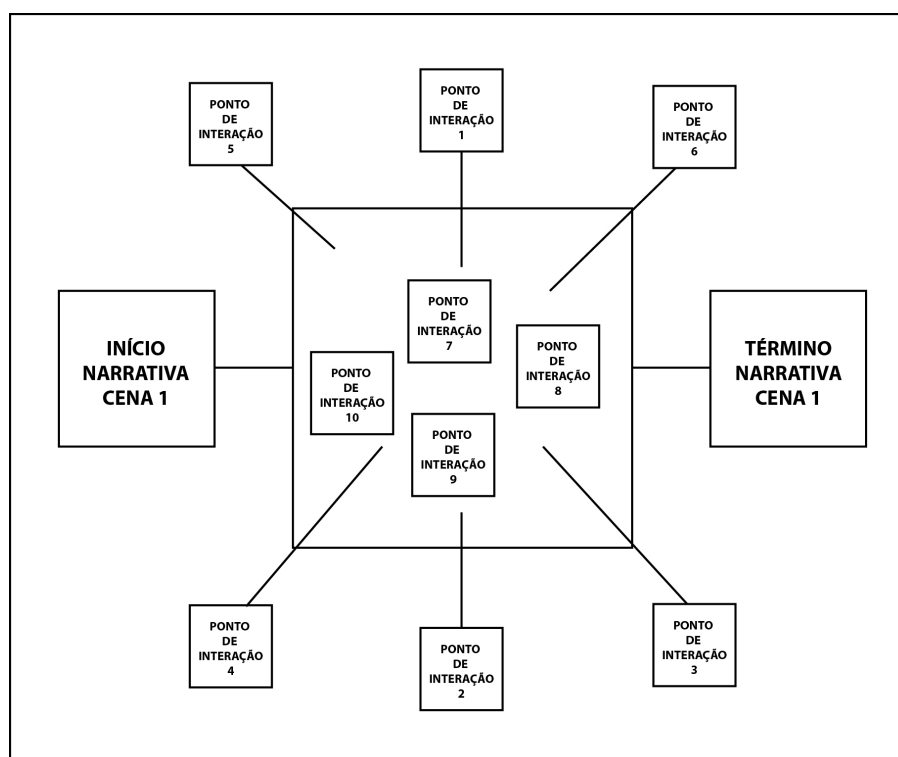 PONTO
DE
INTERAÇÃO
5
PONTO
DE
INTERAÇÃO
1
PONTO
DE
INTERAÇÃO
6
INÍCIO
NARRATIVA
CENA 1
PONTO
DE
INTERAÇÃO
7
PONTO
DE
INTERAÇÃO
8
PONTO
DE
INTERAÇÃO
10
PONTO
DE
INTERAÇÃO
9
TÉRMINO
NARRATIVA
CENA 1
PONTO
DE
INTERAÇÃO
4
PONTO
DE
INTERAÇÃO
2
PONTO
DE
INTERAÇÃO
3